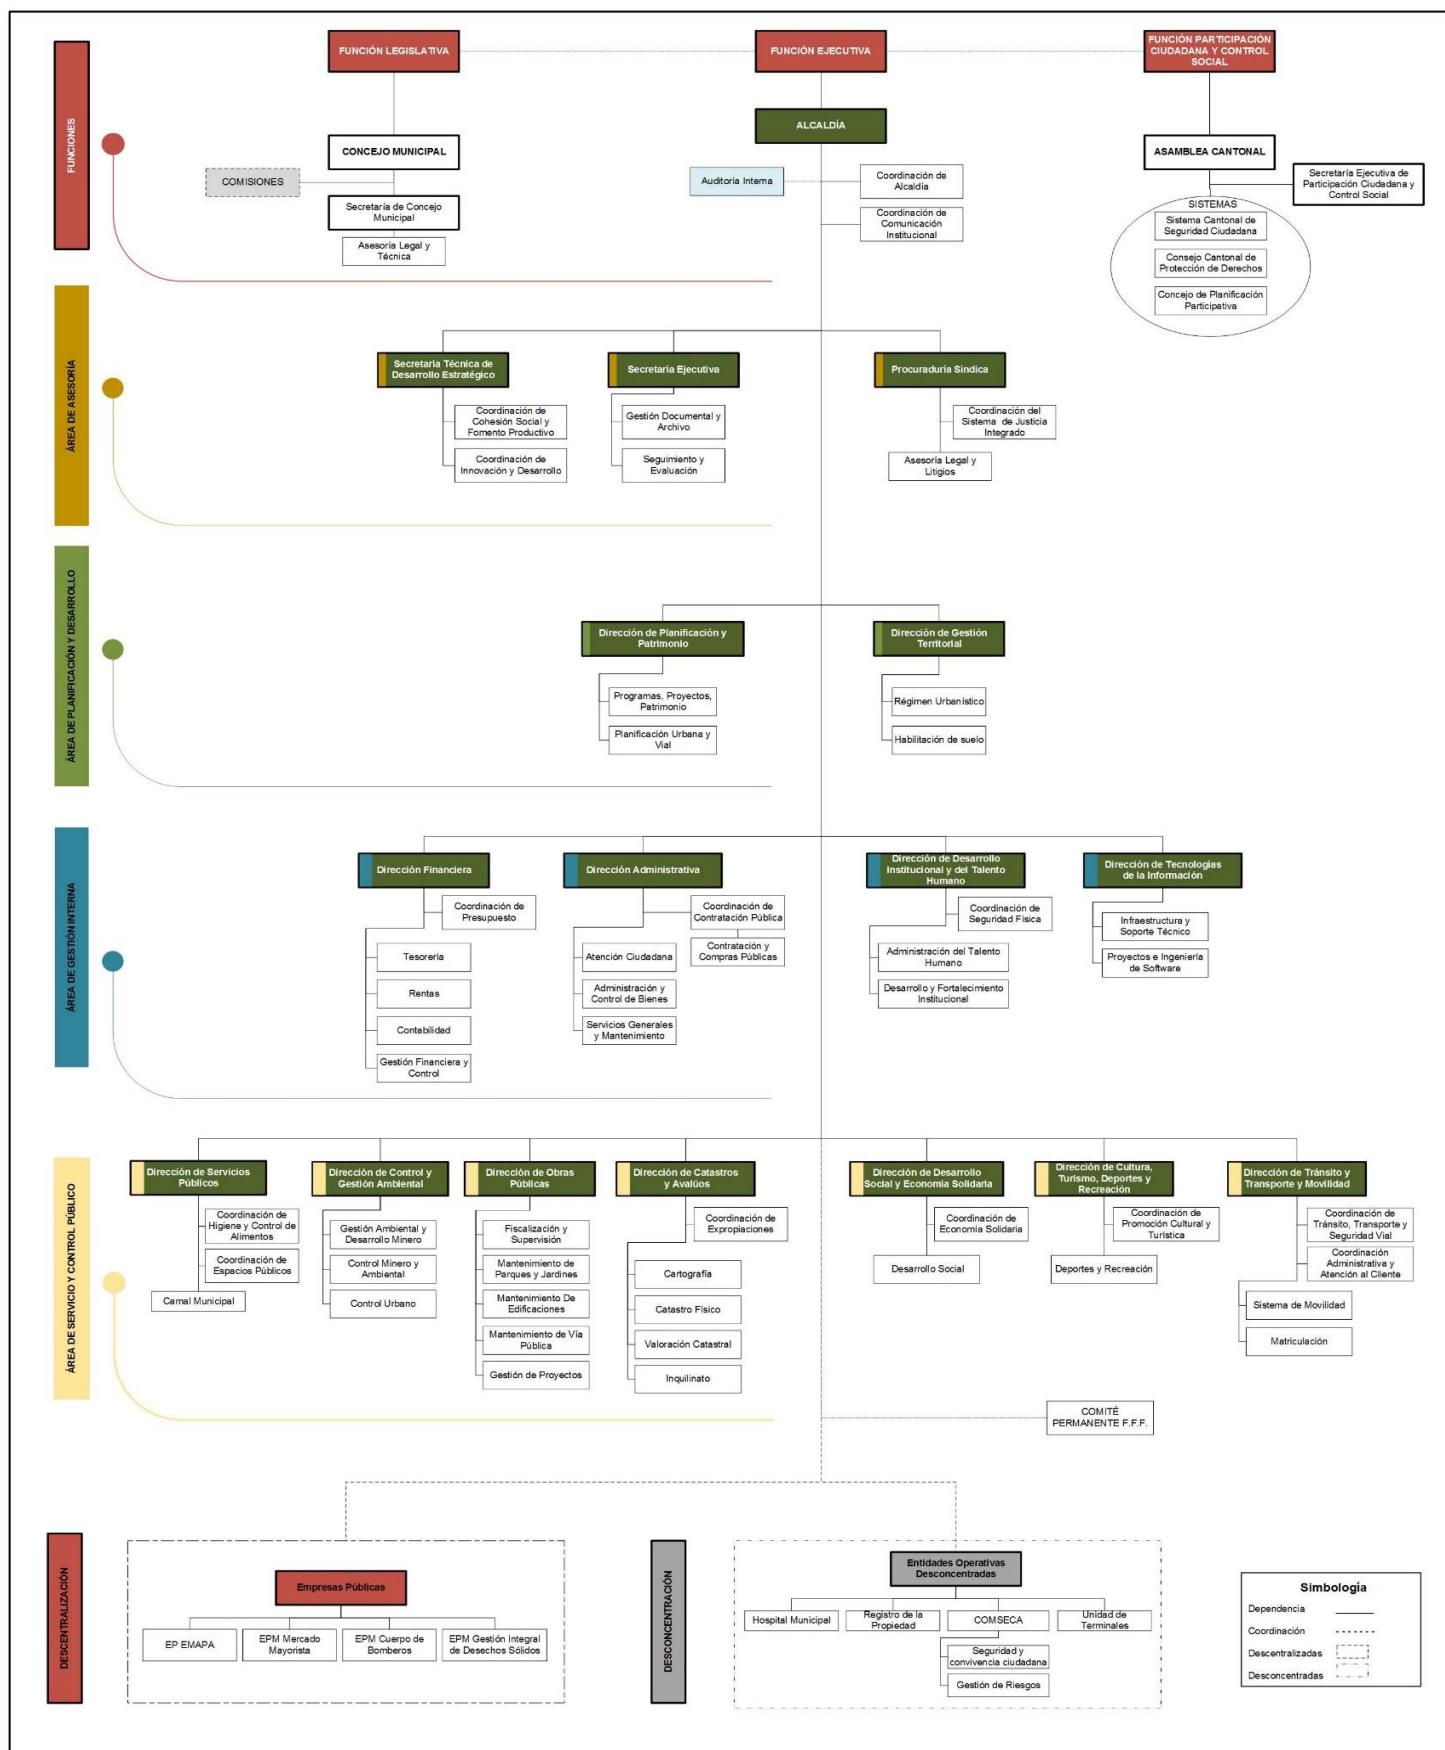 FUNCIONES
FUNCIÓN LEGISLATIVA
FUNCIÓN EJECUTIVA
FUNCIÓN PARTICIPACIÓN
CIUDADANA Y CONTROL
SOCIAL
ALCALDÍA
CONCEJO MUNICIPAL
ASAMBLEA CANTONAL
COMISIONES
Secretaría de Concejo
Municipal
Asesoría Legal y
Técnica
Auditoría Interna
Coordinación de
Alcaldía
Coordinación de
Comunicación
Institucional
Secretaría Ejecutiva de
Participación Ciudadana y
Control Social
SISTEMAS
Sistema Cantonal de
Seguridad Ciudadana
Consejo Cantonal de
Protección de Derechos
Concejo de Planificación
Participativa
ÁREA DE ASESORÍA
Secretaria Técnica de
Desarrollo Estratégico
Coordinación de
Cohesión Social y
Fomento Productivo
Coordinación de
Innovación y Desarrollo
Secretaría Ejecutiva
Gestión Documental y
Archivo
Seguimiento y
Evaluación
Procuraduria Sindica
Coordinación del
Sistema de Justicia
Integrado
Asesoría Legal y
Litigios
ÁREA DE PLANIFICACIÓN Y DESARROLLO
Dirección de Planificación y
Patrimonio
Programas, Proyectos,
Patrimonio
Planificación Urbana y
Vial
Dirección de Gestión
Territorial
Régimen Urbanístico
Habilitación de suelo
ÁREA DE GESTIÓN INTERNA
Dirección Financiera
Coordinación de
Presupuesto
Tesorería
Rentas
Contabilidad
Gestión Financiera y
Control
Dirección Administrativa
Coordinación de
Contratación Pública
Contratación y
Compras Públicas
Atención Ciudadana
Administración y
Control de Bienes
Servicios Generales
y Mantenimiento
Dirección de Desarrollo
Institucional y del Talento
Humano
Coordinación de
Seguridad Física
Administración del Talento
Humano
Desarrollo y Fortalecimiento
Institucional
Dirección de Tecnologías
de la Información
Infraestructura y
Soporte Técnico
Proyectos e Ingeniería
de Software
ÁREA DE SERVICIO Y CONTROL PÚBLICO
Dirección de Servicios
Públicos
Coordinación de
Higiene y Control de
Alimentos
Coordinación de
Espacios Públicos
Camal Municipal
Dirección de Control y
Gestión Ambiental
Gestión Ambiental y
Desarrollo Minero
Control Minero y
Ambiental
Control Urbano
Dirección de Obras
Públicas
Fiscalización y
Supervisión
Mantenimiento de
Parques y Jardines
Mantenimiento De
Edificaciones
Mantenimiento de Vía
Pública
Gestión de Proyectos
Dirección de Catastros
y Avalúos
Coordinación de
Expropiaciones
Cartografía
Catastro Físico
Valoración Catastral
Inquilinato
Dirección de Desarrollo
Social y Economía Solidaria
Coordinación de
Economía Solidaria
Desarrollo Social
Dirección de Cultura,
Turismo, Deportes y
Recreación
Coordinación de
Promoción Cultural y
Turística
Deportes y Recreación
Dirección de Tránsito y
Transporte y Movilidad
Coordinación de
Tránsito, Transporte y
Seguridad Vial
Coordinación
Administrativa y
Atención al Cliente
Sistema de Movilidad
Matriculación
COMITÉ
PERMANENTE F.F.F.
DESCENTRALIZACIÓN
Empresas Públicas
EP EMAPA
EPM Mercado
Mayorista
EPM Cuerpo de
Bomberos
EPM Gestión Integral
de Desechos Sólidos
DESCONCENTRACIÓN
Entidades Operativas
Desconcentradas
Hospital Municipal
Registro de la
Propiedad
COMSECA
Unidad de
Terminales
Seguridad y
convivencia ciudadana
Gestión de Riesgos
Simbología
Dependencia
Coordinación
Descentralizadas
Desconcentradas